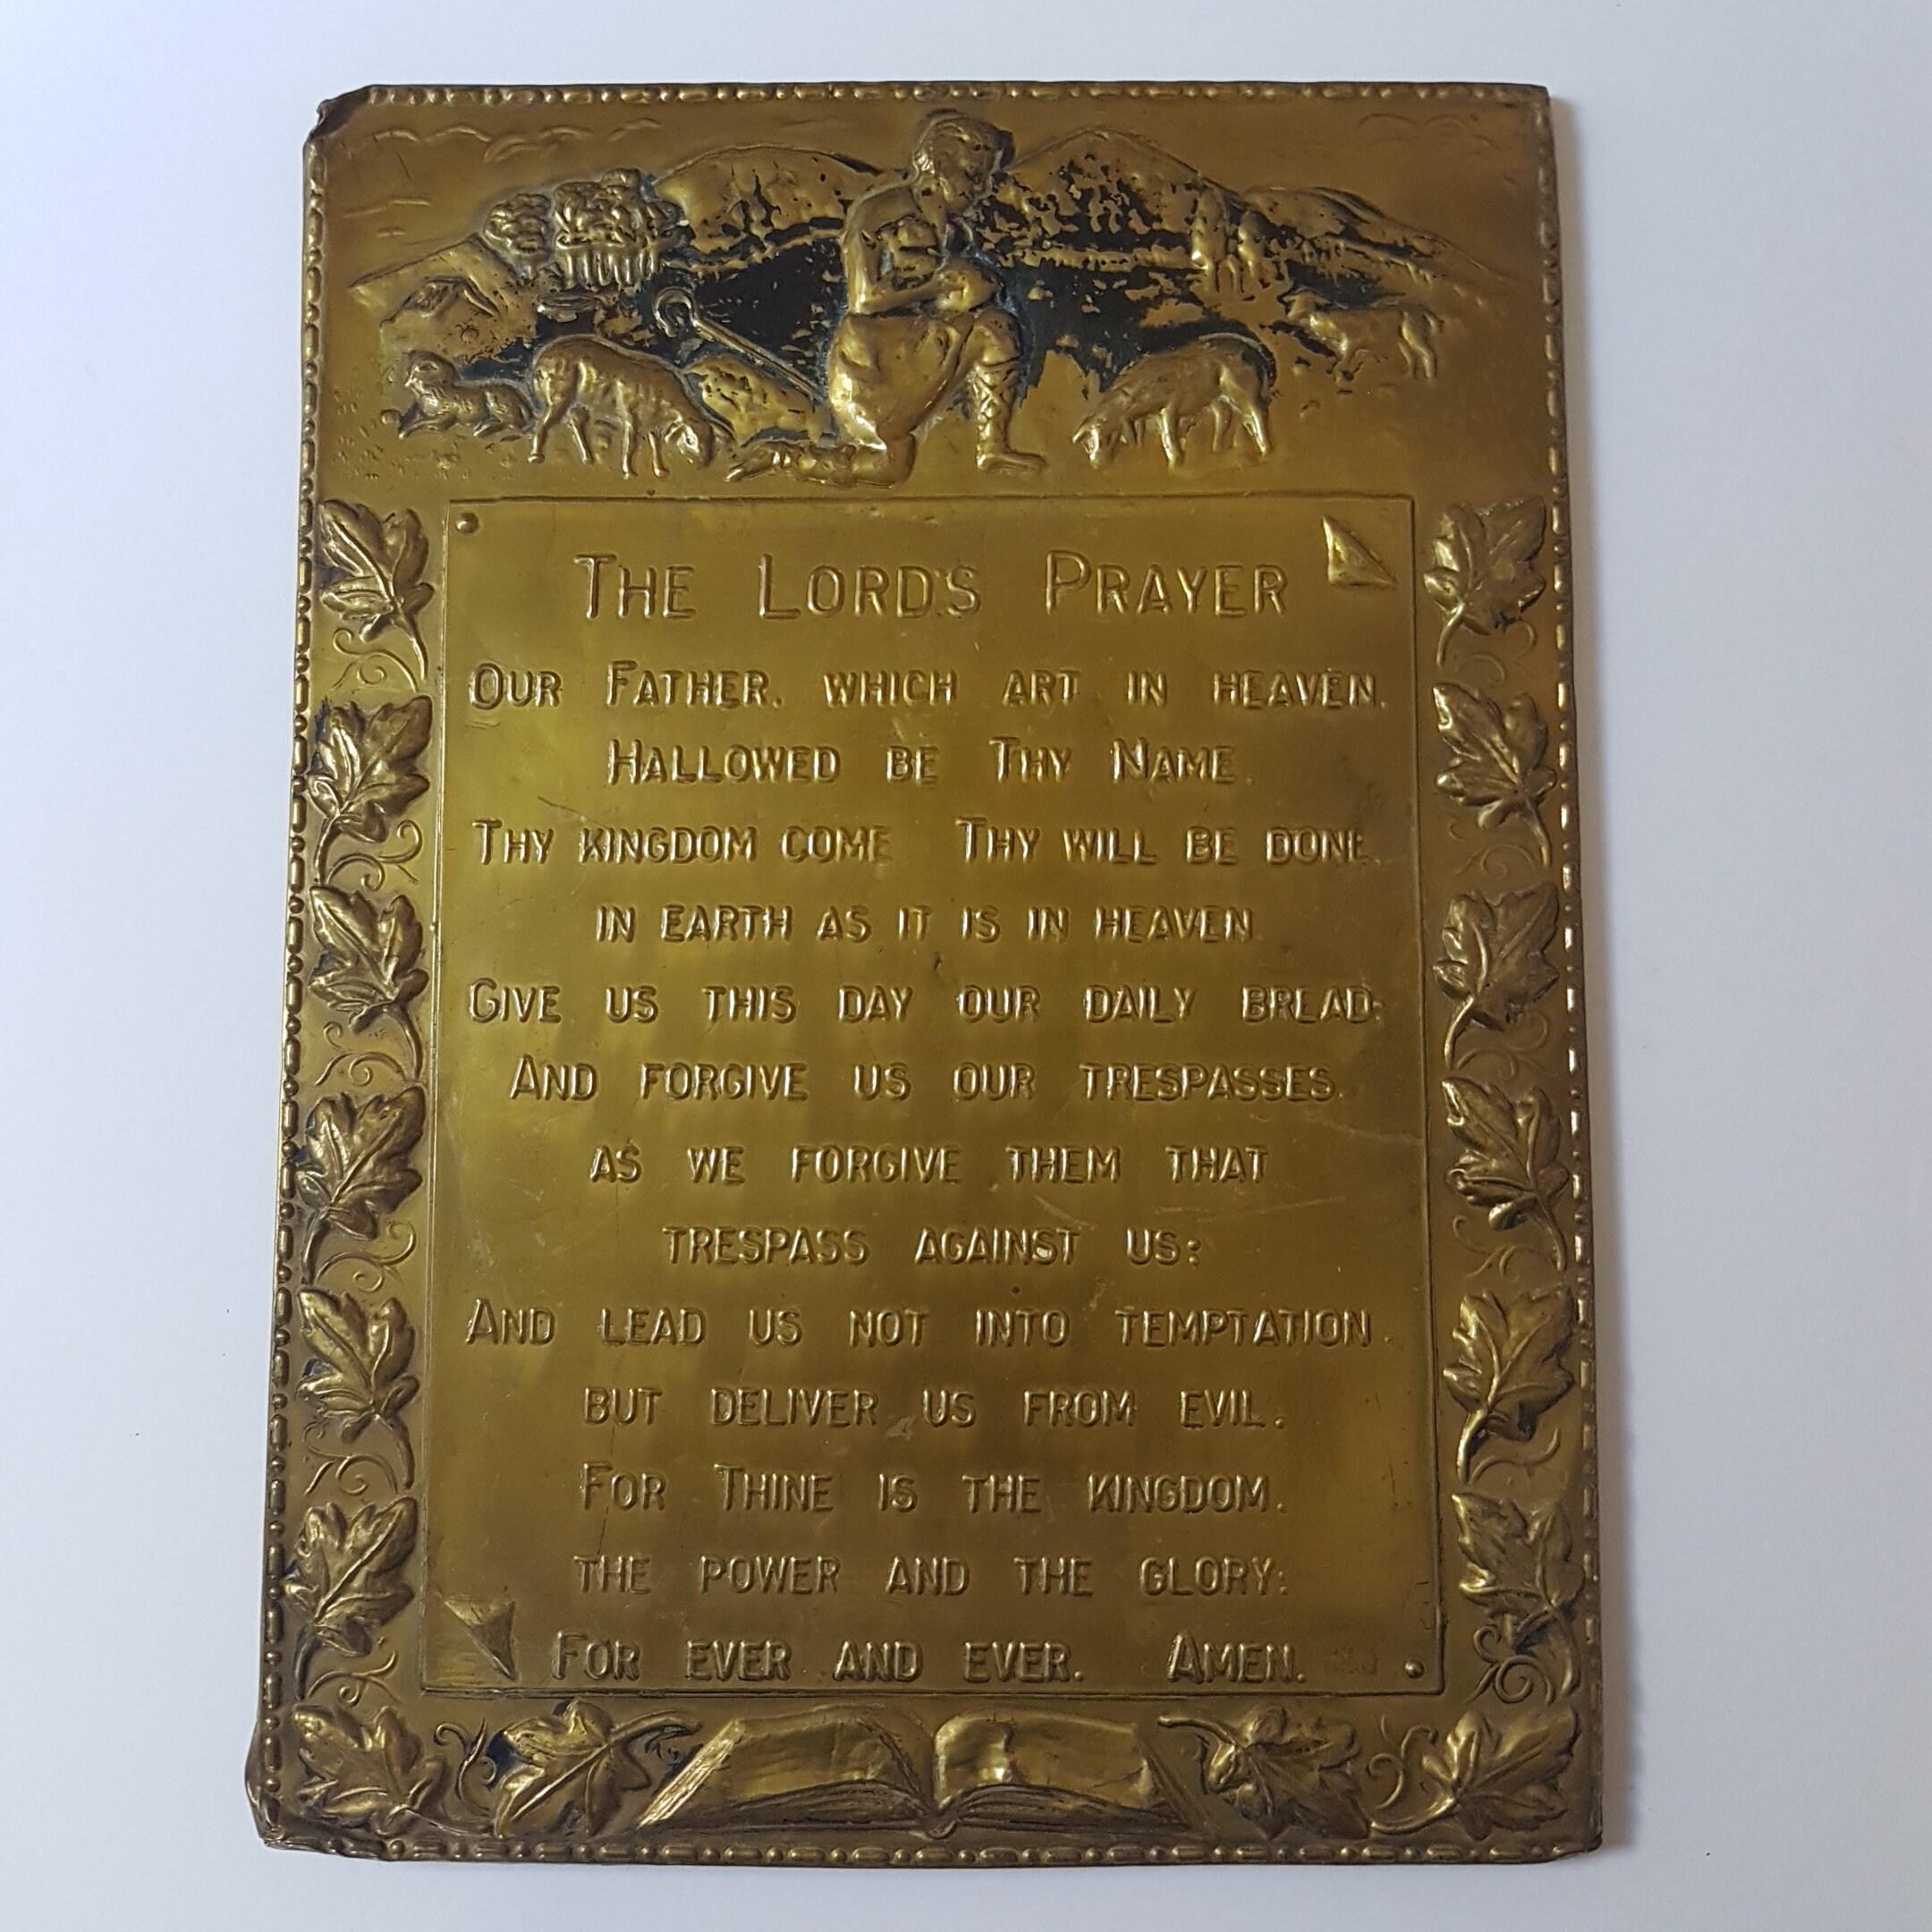 THE LORD'S PRAYER
OUR FATHER. WHICH ART IN HEAVEN.
HALLOWED BE THY NAME.
THY KINGDOM COME THY WILL BE DONE.
IN EARTH AS IT IS IN HEAVEN.
GIVE US THIS DAY OUR DAILY BREAD:
AND FORGIVE US OUR TRESPASSES.
AS WE FORGIVE THEM THAT
TRESPASS AGAINST US:
AND LEAD US NOT INTO TEMPTATION.
BUT DELIVER US FROM EVIL.
FOR THINE IS THE KINGDOM.
THE POWER AND THE GLORY:
FOR EVER AND EVER. AMEN.